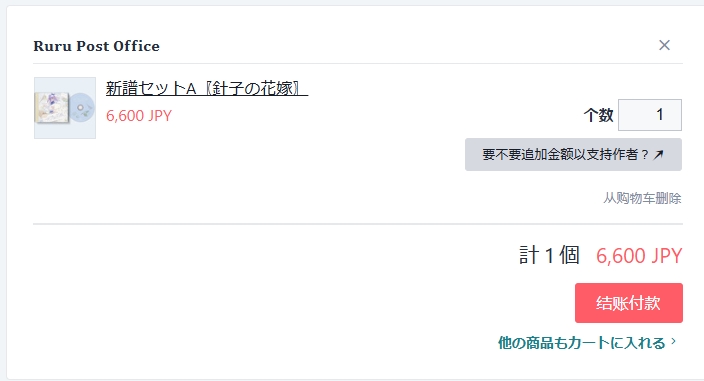 Ruru Post Office
新譜セットA〖針子の花嫁〗
6,600 JPY
个数 1
要不要追加金额以支持作者？↗
从购物车删除
計 1 個 6,600 JPY
结账付款
他の商品もカートに入れる